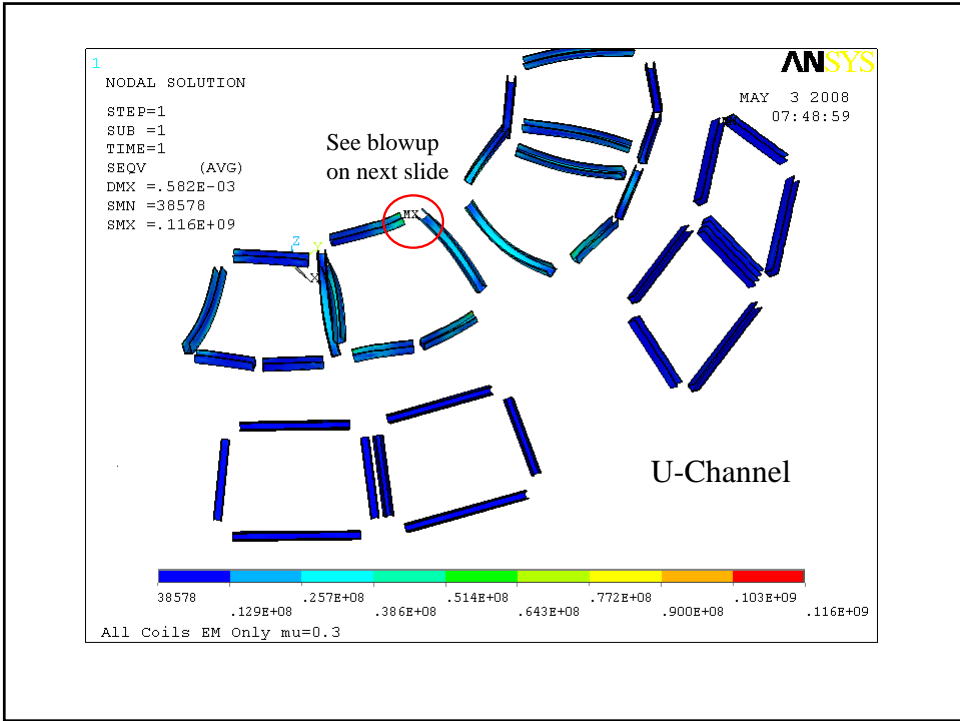 1
NODAL SOLUTION
STEP=1
SUB =1
TIME=1
SEQV     (AVG)
DMX =.582E-03
SMN =38578
SMX =.116E+09
ANSYS
MAY  3 2008
07:48:59
See blowup
on next slide
MX
Z
Y
X
U-Channel
38578 .257E+08 .514E+08 .772E+08 .103E+09
.129E+08 .386E+08 .643E+08 .900E+08 .116E+09
All Coils EM Only mu=0.3